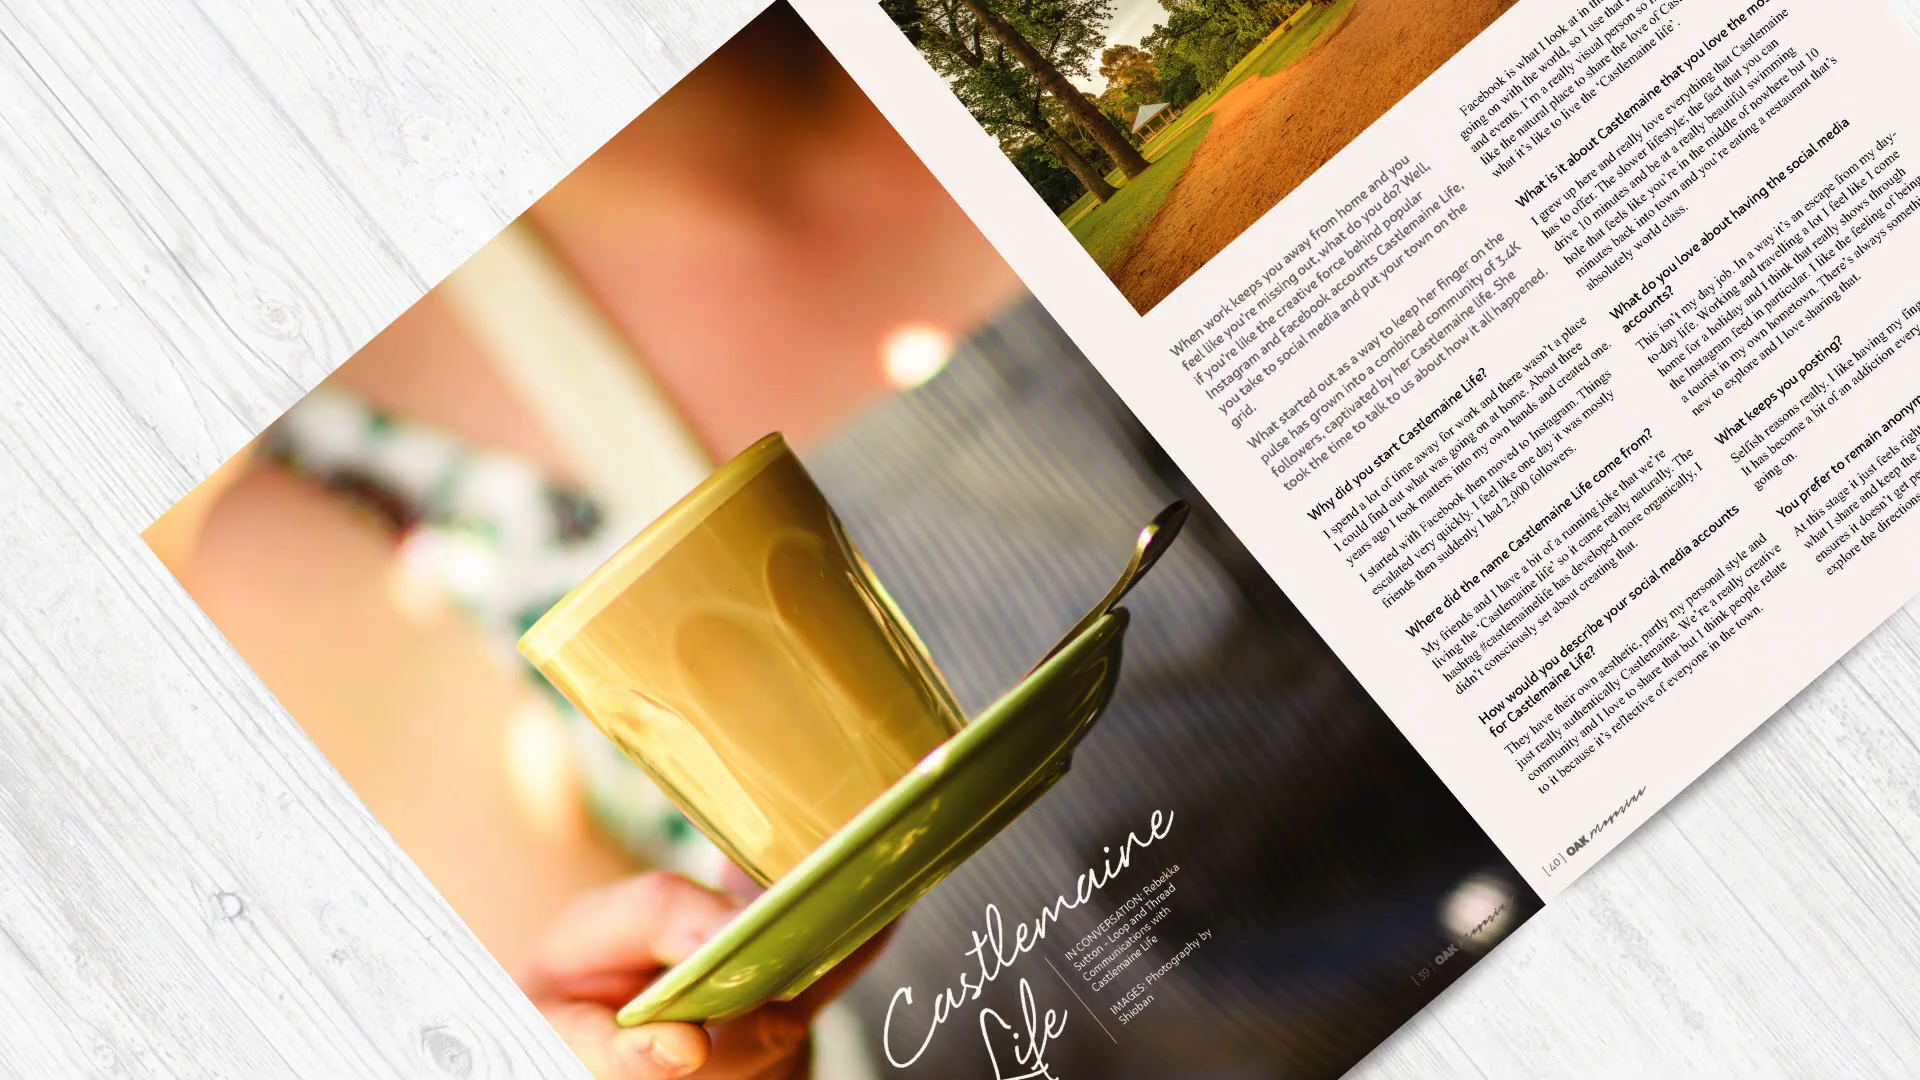 Castlemaine
Life
IN CONVERSATION: Rebekka
Sutton - Loop and Thread
Communications with
Castlemaine Life
IMAGES: Photography by
Shioban
| 39 | OAK magazine
When work keeps you away from home and you
feel like you're missing out, what do you do? Well,
if you're like the creative force behind popular
Instagram and Facebook accounts Castlemaine Life,
you take to social media and put your town on the
grid.
What started out as a way to keep her finger on the
pulse has grown into a combined community of 3.4K
followers, captivated by her Castlemaine life. She
took the time to talk to us about how it all happened.
Why did you start Castlemaine Life?
I spend a lot of time away for work and there wasn't a place
I could find out what was going on at home. About three
years ago I took matters into my own hands and created one.
I started with Facebook then moved to Instagram. Things
escalated very quickly. I feel like one day it was mostly
friends then suddenly I had 2,000 followers.
Where did the name Castlemaine Life come from?
My friends and I have a bit of a running joke that we're
living the 'Castlemaine life' so it came really naturally. The
hashtag #castlemainelife has developed more organically, I
didn't consciously set about creating that.
How would you describe your social media accounts
for Castlemaine Life?
They have their own aesthetic, partly my personal style and
just really authentically Castlemaine. We're a really creative
community and I love to share that but I think people relate
to it because it's reflective of everyone in the town.
Facebook is what I look at in the
going on with the world, so I use that
and events. I'm a really visual person so
like the natural place to share the love of
what it's like to live the 'Castlemaine life'.
What is it about Castlemaine that you love the
I grew up here and really love everything that Castlemaine
has to offer. The slower lifestyle; the fact that you can
drive 10 minutes and be at a really beautiful swimming
hole that feels like you're in the middle of nowhere but 10
minutes back into town and you're eating a restaurant that's
absolutely world class.
What do you love about having the social media
accounts?
This isn't my day job. In a way it's an escape from my day-
to-day life. Working and travelling a lot I feel like I come
home for a holiday and I think that really shows through
the Instagram feed in particular. I like the feeling of being
a tourist in my own hometown. There's always
new to explore and I love sharing that.
What keeps you posting?
Selfish reasons really. I like having my
It has become a bit of an addiction every
going on.
You prefer to remain
At this stage it just feels right
what I share and keep the
ensures it doesn't get
explore the
[ 40 ] OAK magazine